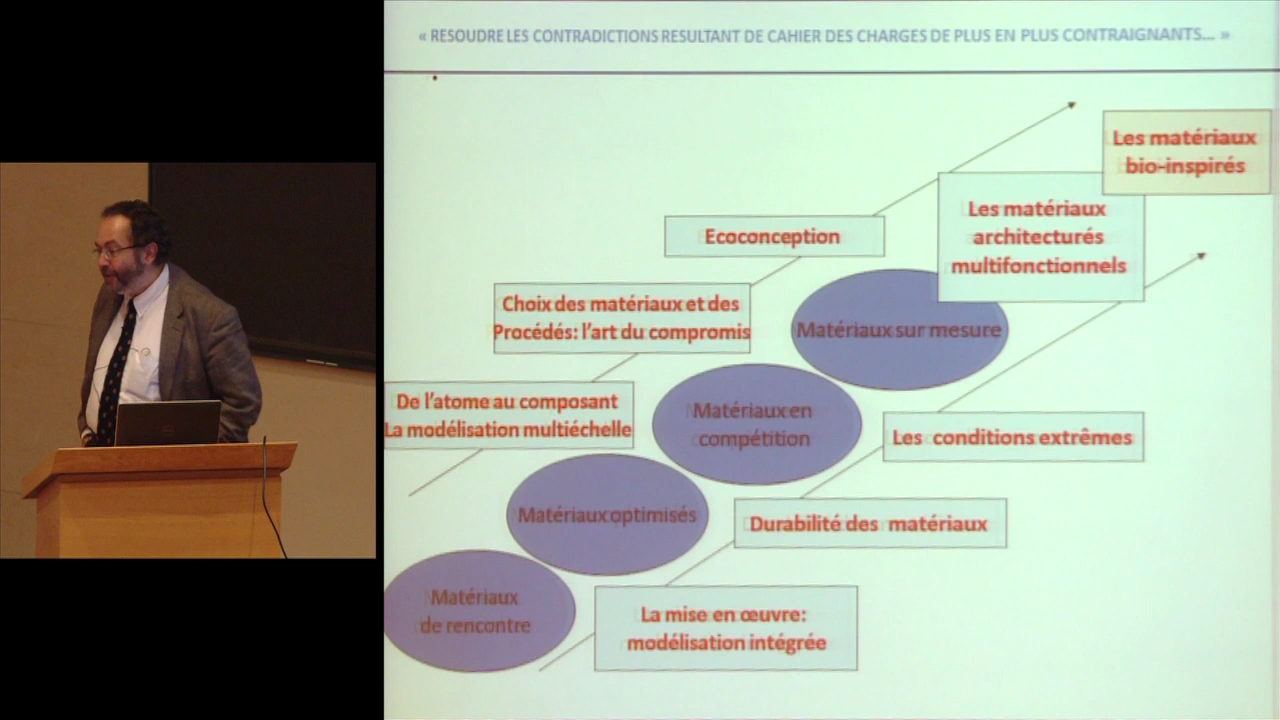 « RESOUDRE LES CONTRADICTIONS RESULTANT DE CAHIER DES CHARGES DE PLUS EN PLUS CONTRAIGNANTS... »
Les matériaux
bio-inspirés
Les matériaux
architecturés
multifonctionnels
Ecoconception
Choix des matériaux et des
Procédés: l'art du compromis
Matériaux sur mesure
De l'atome au composant
La modélisation multiéchelle
Matériaux en
compétition
Les conditions extrêmes
Matériaux optimisés
Durabilité des matériaux
Matériaux
de rencontre
La mise en œuvre:
modélisation intégrée